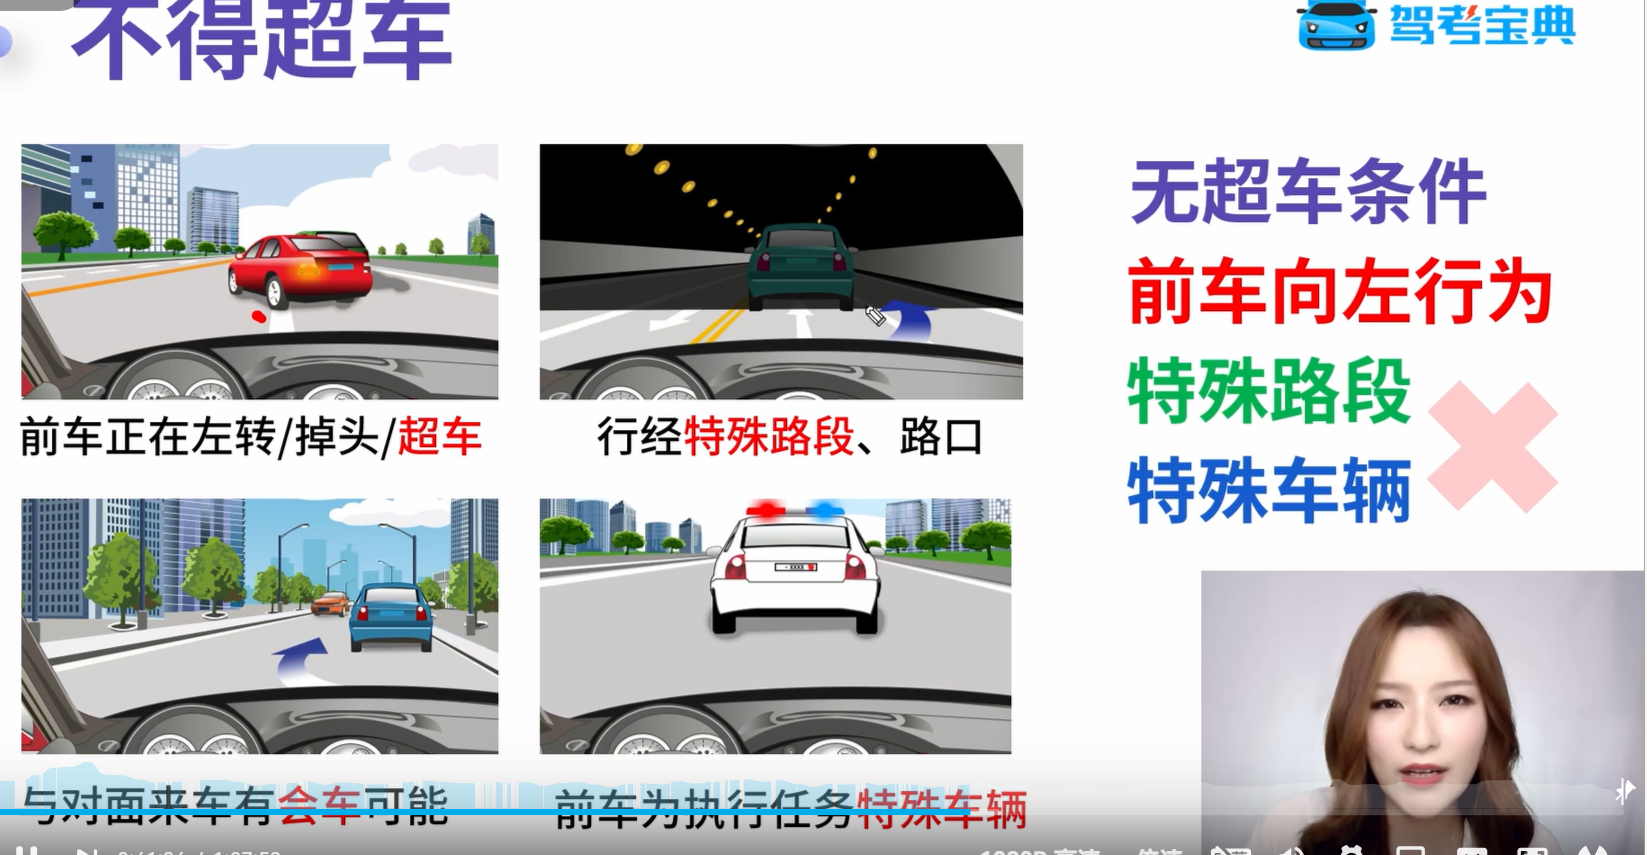 不得超车
驾考宝典
无超车条件
前车向左行为
特殊路段
特殊车辆
前车正在左转/掉头/超车
行经特殊路段、路口
与对面来车有会车可能
前车为执行任务特殊车辆